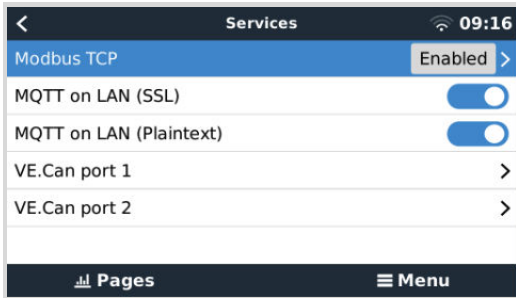 Services 09:16
Modbus TCP Enabled
MQTT on LAN (SSL)
MQTT on LAN (Plaintext)
VE.Can port 1
VE.Can port 2
Pages Menu